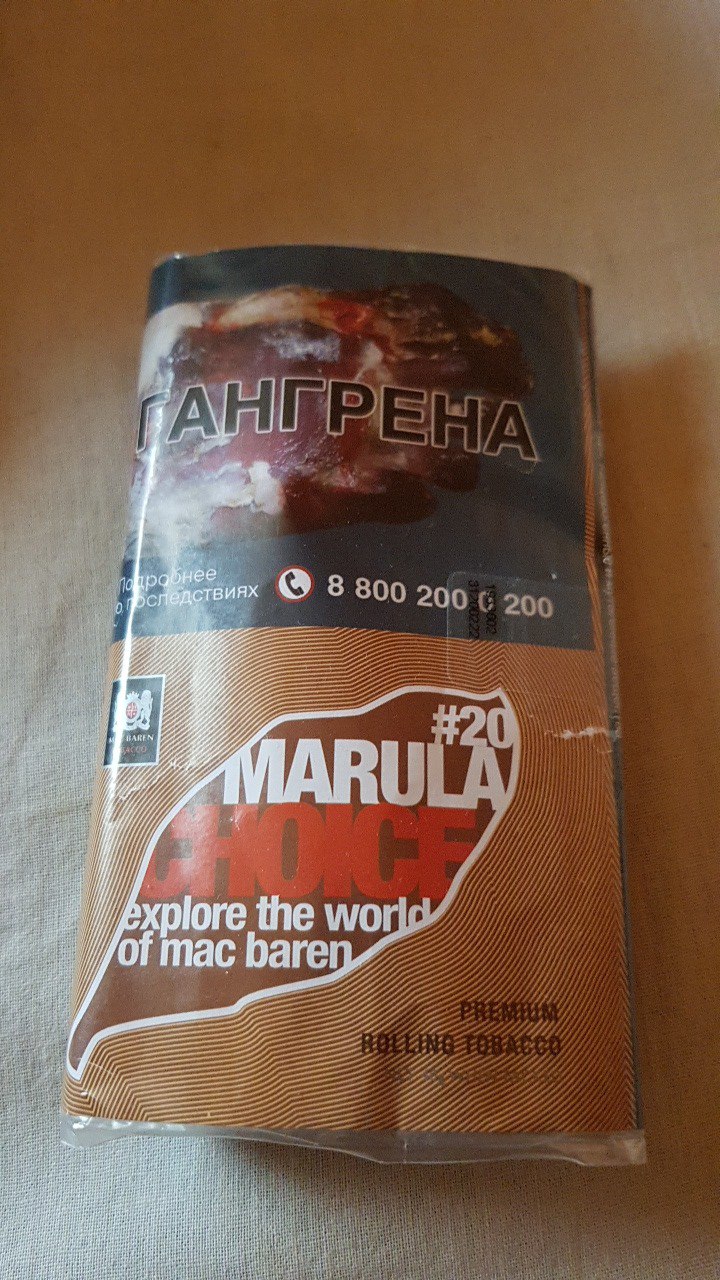 ГАНГРЕНА
Подробнее
о последствиях
8 800 200 0 200
#20
MARULA
CHOICE
explore the world
of mac baren
BAREN
PREMIUM
ROLLING TOBACCO